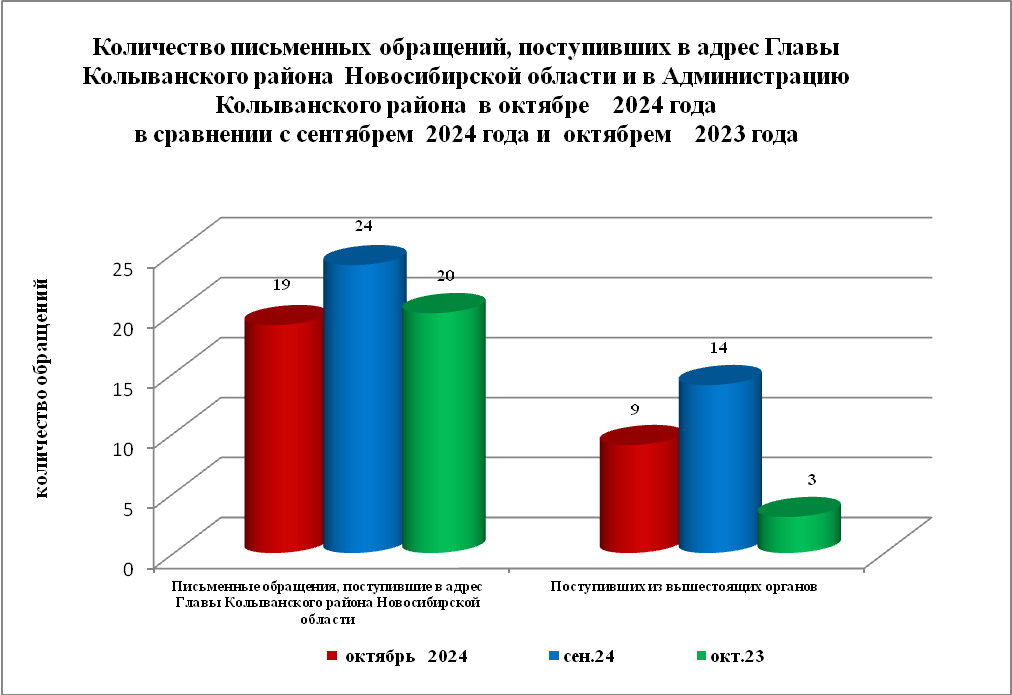 Количество письменных обращений, поступивших в адрес Главы
Колыванского района Новосибирской области и в Администрацию
Колыванского района в октябре 2024 года
в сравнении с сентябрем 2024 года и октябрем 2023 года
количество обращений
25
20
15
10
5
0
19
24
20
9
14
3
Письменные обращения, поступившие в адрес
Главы Колыванского района Новосибирской
области
Поступивших из вышестоящих органов
октябрь 2024
сен.24
окт.23